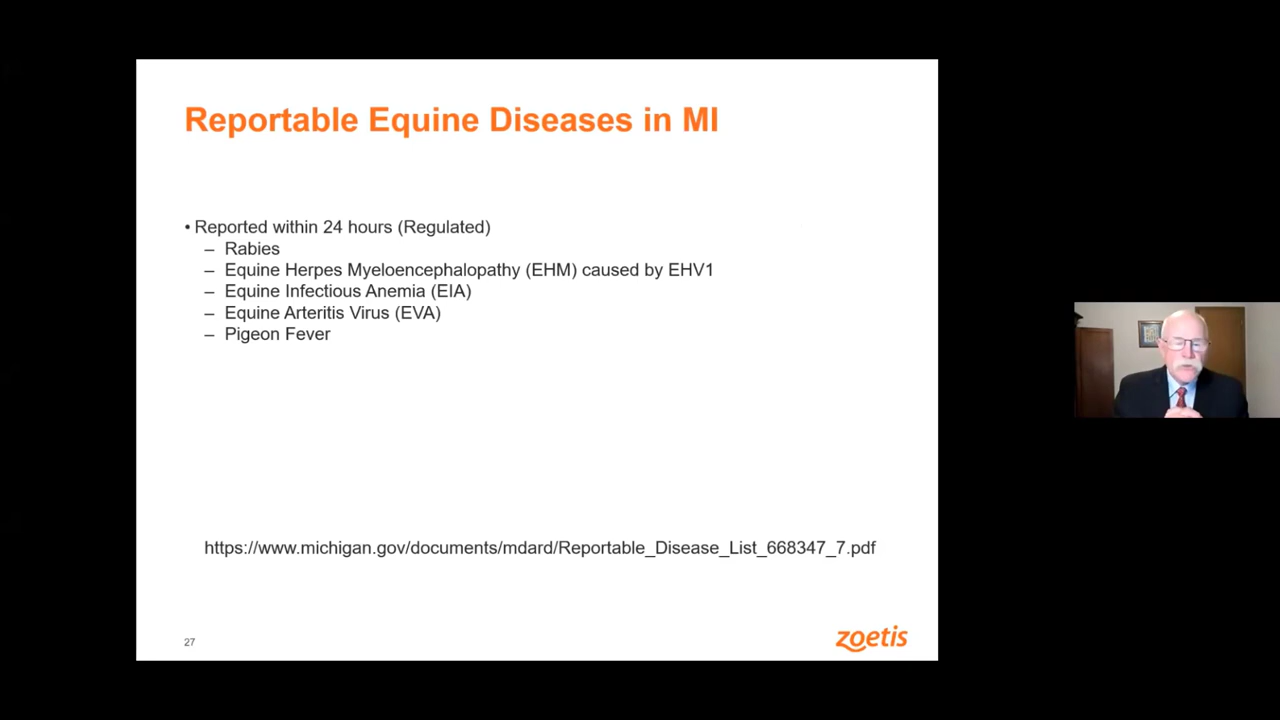 Reportable Equine Diseases in MI
• Reported within 24 hours (Regulated)
– Rabies
– Equine Herpes Myeloencephalopathy (EHM) caused by EHV1
– Equine Infectious Anemia (EIA)
– Equine Arteritis Virus (EVA)
– Pigeon Fever
https://www.michigan.gov/documents/mdard/Reportable_Disease_List_668347_7.pdf
27
zoetis